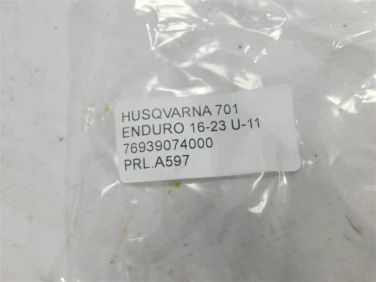 HUSQVARNA 701
ENDURO 16-23 U-11
76939074000
PRL.A597